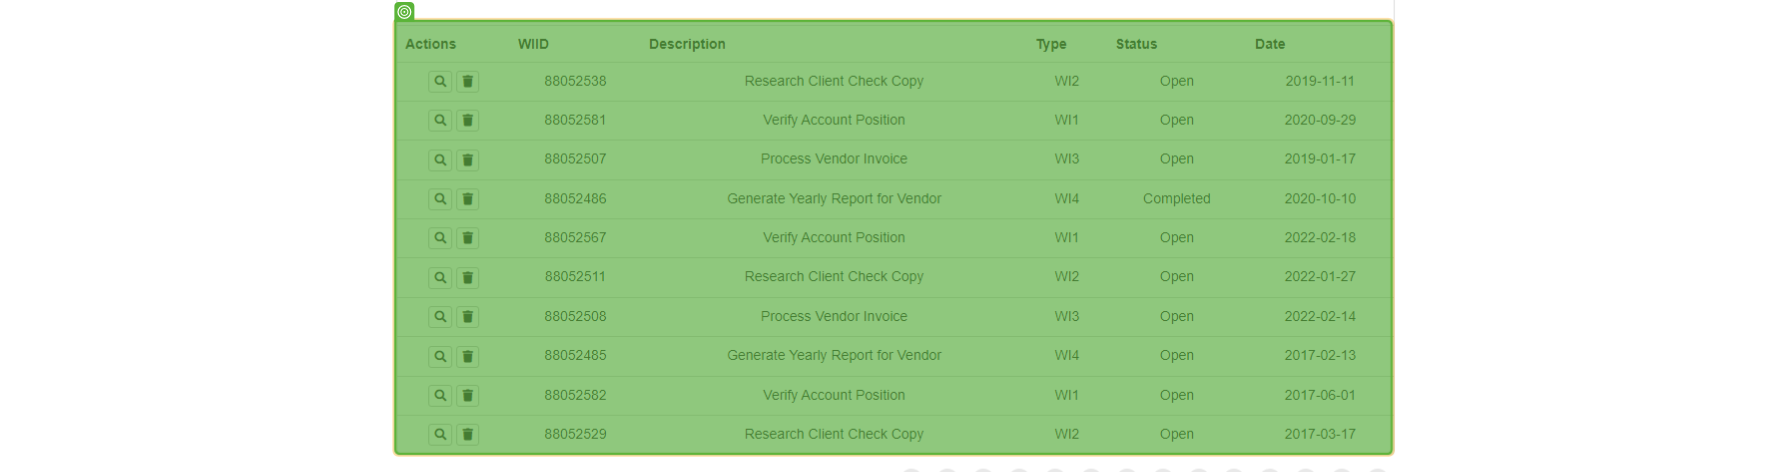 Actions WIID Description Type Status Date
88052538 Research Client Check Copy WI2 Open 2019-11-11
88052581 Verify Account Position WI1 Open 2020-09-29
88052507 Process Vendor Invoice WI3 Open 2019-01-17
88052486 Generate Yearly Report for Vendor WI4 Completed 2020-10-10
88052567 Verify Account Position WI1 Open 2022-02-18
88052511 Research Client Check Copy WI2 Open 2022-01-27
88052508 Process Vendor Invoice WI3 Open 2022-02-14
88052485 Generate Yearly Report for Vendor WI4 Open 2017-02-13
88052582 Verify Account Position WI1 Open 2017-06-01
88052529 Research Client Check Copy WI2 Open 2017-03-17